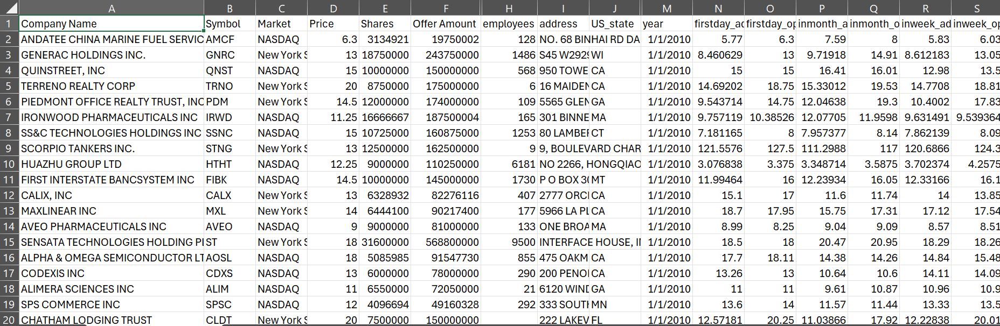 A B C D E F H I J M N O P Q R S
1 Company Name Symbol Market Price Shares Offer Amount employees address US_state year firstday_ac firstday_op inmonth_a inmonth_o inweek_ad inweek_op
2 ANDATEE CHINA MARINE FUEL SERVIC AMCF NASDAQ 6.3 3134921 19750002 128 NO. 68 BINHAI RD DA 1/1/2010 5.77 6.3 7.59 8 5.83 6.03
3 GENERAC HOLDINGS INC. GNRC New York S 13 18750000 243750000 1486 S45 W2929 WI 1/1/2010 8.460629 13 9.71918 14.91 8.612183 13.05
4 QUINSTREET, INC QNST NASDAQ 15 10000000 150000000 568 950 TOWE CA 1/1/2010 15 15 16.41 16.01 12.98 13.5
5 TERRENO REALTY CORP TRNO New York S 20 8750000 175000000 6 16 MAIDEN CA 1/1/2010 14.69202 18.75 15.33012 19.53 14.7708 18.81
6 PIEDMONT OFFICE REALTY TRUST, INC PDM New York S 14.5 12000000 174000000 109 5565 GLEN GA 1/1/2010 9.543714 14.75 12.04638 19.3 10.4002 17.83
7 IRONWOOD PHARMACEUTICALS INC IRWD NASDAQ 11.25 16666667 187500004 165 301 BINNE MA 1/1/2010 9.757119 10.38526 12.07705 11.9598 9.631491 9.539364
8 SS&C TECHNOLOGIES HOLDINGS INC SSNC NASDAQ 15 10725000 160875000 1253 80 LAMBER CT 1/1/2010 7.181165 8 7.957377 8.14 7.862139 8.09
9 SCORPIO TANKERS INC. STNG New York S 13 12500000 162500000 9 9, BOULEVARD CHAR 1/1/2010 121.5576 127.5 111.2988 117 120.6866 124.3
10 HUAZHU GROUP LTD HTHT NASDAQ 12.25 9000000 110250000 6181 NO 2266, HONGQIAO 1/1/2010 3.076838 3.375 3.348714 3.5875 3.702374 4.2575
11 FIRST INTERSTATE BANCSYSTEM INC FIBK NASDAQ 14.5 10000000 145000000 1730 P O BOX 30 MT 1/1/2010 11.99464 16 12.23934 16.05 12.33166 16.1
12 CALIX, INC CALX New York S 13 6328932 82276116 407 2777 ORC CA 1/1/2010 15.1 17 11.6 11.74 14 13.85
13 MAXLINEAR INC MXL New York S 14 6444100 90217400 177 5966 LA PL CA 1/1/2010 18.7 17.95 15.75 17.31 17.12 17.54
14 AVEO PHARMACEUTICALS INC AVEO NASDAQ 9 9000000 81000000 133 ONE BROA MA 1/1/2010 8.99 8.25 9.04 9.09 8.57 8.51
15 SENSATA TECHNOLOGIES HOLDING Pl ST New York S 18 31600000 568800000 9500 INTERFACE HOUSE, I 1/1/2010 18.5 18 20.47 20.95 18.29 18.26
16 ALPHA & OMEGA SEMICONDUCTOR LT AOSL NASDAQ 18 5085985 91547730 855 475 OAKM CA 1/1/2010 17.7 18.11 14.38 14.26 14.84 15.48
17 CODEXIS INC CDXS NASDAQ 13 6000000 78000000 290 200 PENO CA 1/1/2010 13.26 13 10.64 10.6 14.11 14.09
18 ALIMERA SCIENCES INC ALIM NASDAQ 11 6550000 72050000 21 6120 WIND GA 1/1/2010 11 11 9.61 10.87 10.96 10.9
19 SPS COMMERCE INC SPSC NASDAQ 12 4096694 49160328 292 333 SOUTH MN 1/1/2010 13.6 14 11.57 11.44 13.33 13.5
20 CHATHAM LODGING TRUST CLDT New York S 20 7500000 150000000 222 LAKEV FL 1/1/2010 12.57181 20.25 11.03866 17.92 12.22838 20.01